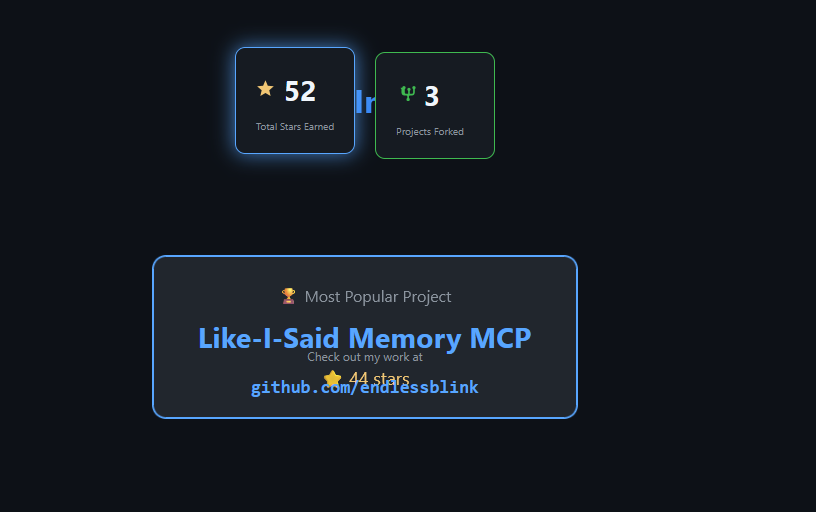 52
Total Stars Earned
3
Projects Forked
Most Popular Project
Like-I-Said Memory MCP
Check out my work at
44 stars
github.com/endlessblink